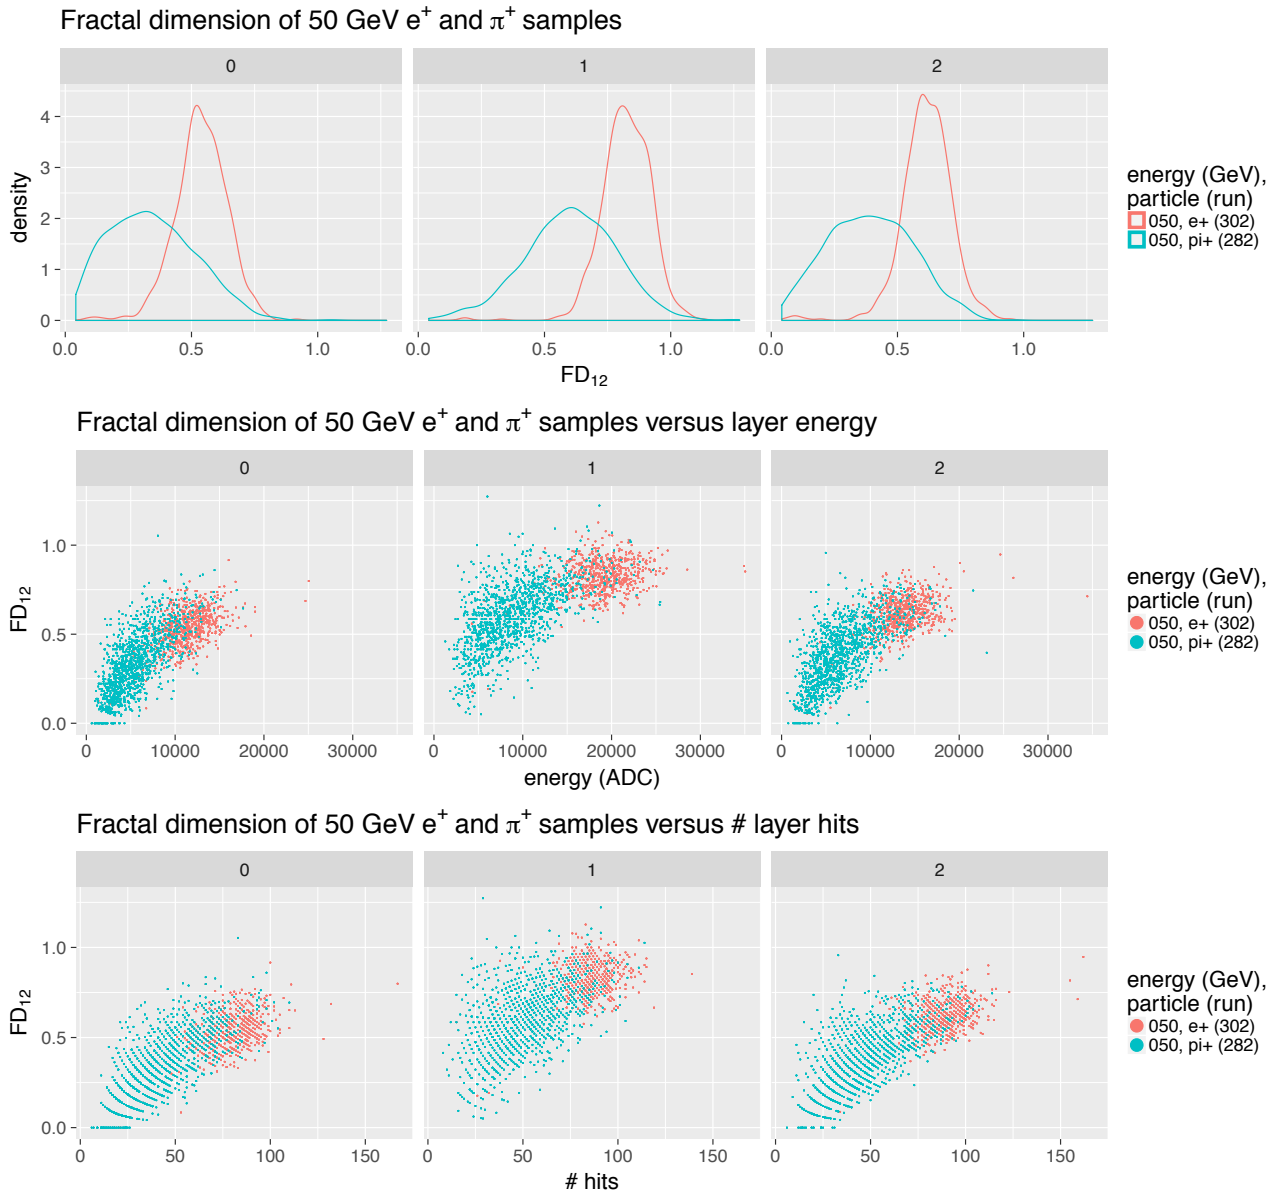 Fractal dimension of 50 GeV e⁺ and π⁺ samples
0 1 2
4
3
2
1
0
density
0.0 0.5 1.0 0.0 0.5 1.0 0.0 0.5 1.0
FD₁₂
energy (GeV),
particle (run)
050, e+ (302)
050, pi+ (282)
Fractal dimension of 50 GeV e⁺ and π⁺ samples versus layer energy
0 1 2
1.0
0.5
0.0
FD₁₂
0 10000 20000 30000 0 10000 20000 30000 0 10000 20000 30000
energy (ADC)
energy (GeV),
particle (run)
050, e+ (302)
050, pi+ (282)
Fractal dimension of 50 GeV e⁺ and π⁺ samples versus # layer hits
0 1 2
1.0
0.5
0.0
FD₁₂
0 50 100 150 0 50 100 150 0 50 100 150
# hits
energy (GeV),
particle (run)
050, e+ (302)
050, pi+ (282)